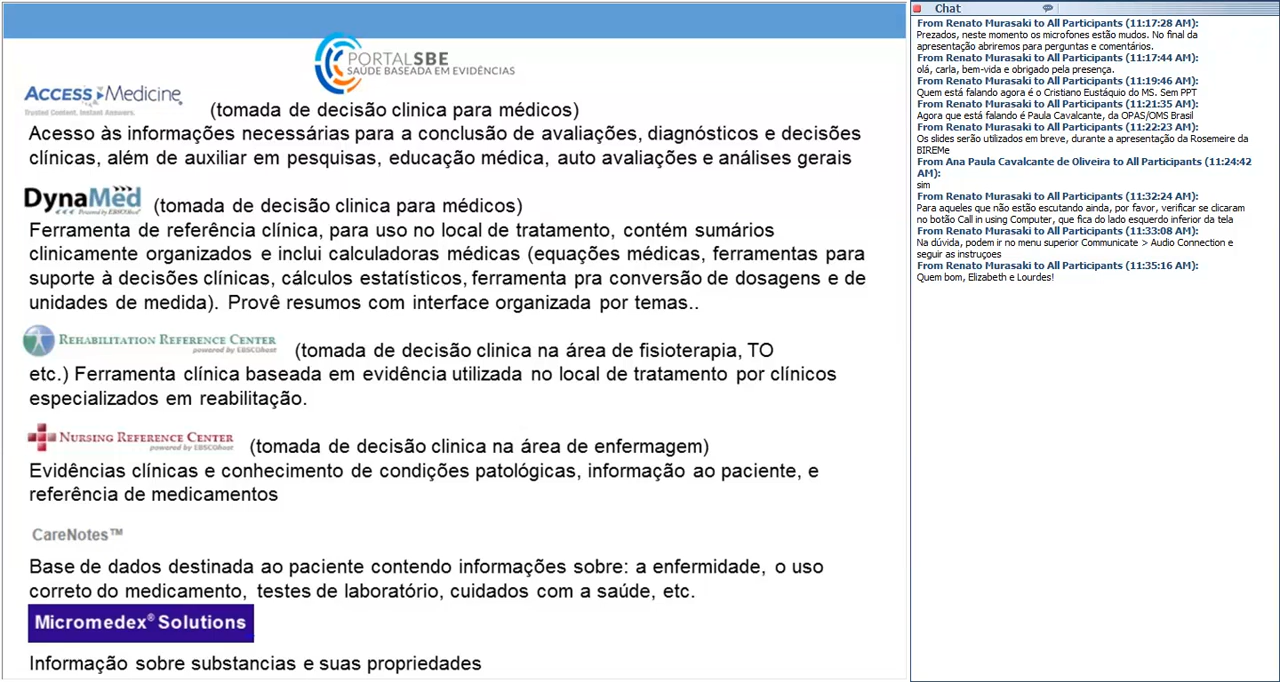 PORTALSBE
SAÚDE BASEADA EM EVIDÊNCIAS
ACCESS Medicine
Trusted Content. Instant Answers.
(tomada de decisão clinica para médicos)
Acesso às informações necessárias para a conclusão de avaliações, diagnósticos e decisões
clínicas, além de auxiliar em pesquisas, educação médica, auto avaliações e análises gerais
DynaMed
Powered by EBSCOhost
(tomada de decisão clinica para médicos)
Ferramenta de referência clínica, para uso no local de tratamento, contém sumários
clinicamente organizados e inclui calculadoras médicas (equações médicas, ferramentas para
suporte à decisões clínicas, cálculos estatísticos, ferramenta pra conversão de dosagens e de
unidades de medida). Provê resumos com interface organizada por temas..
REHABILITATION REFERENCE CENTER
powered by EBSCOhost
(tomada de decisão clinica na área de fisioterapia, TO
etc.) Ferramenta clínica baseada em evidência utilizada no local de tratamento por clínicos
especializados em reabilitação.
NURSING REFERENCE CENTER
powered by EBSCOhost
(tomada de decisão clinica na área de enfermagem)
Evidências clínicas e conhecimento de condições patológicas, informação ao paciente, e
referência de medicamentos
CareNotes™
Base de dados destinada ao paciente contendo informações sobre: a enfermidade, o uso
correto do medicamento, testes de laboratório, cuidados com a saúde, etc.
Micromedex® Solutions
Informação sobre substancias e suas propriedades
Chat
From Renato Murasaki to All Participants (11:17:28 AM):
Prezados, neste momento os microfones estão mudos. No final da
apresentação abriremos para perguntas e comentários.
From Renato Murasaki to All Participants (11:17:44 AM):
olá, carla, bem-vida e obrigado pela presença.
From Renato Murasaki to All Participants (11:19:46 AM):
Quem está falando agora é o Cristiano Eustáquio do MS. Sem PPT
From Renato Murasaki to All Participants (11:21:35 AM):
Agora que está falando é Paula Cavalcante, da OPAS/OMS Brasil
From Renato Murasaki to All Participants (11:22:23 AM):
Os slides serão utilizados em breve, durante a apresentação da Rosemeire da
BIREMe
From Ana Paula Cavalcante de Oliveira to All Participants (11:24:42
AM):
sim
From Renato Murasaki to All Participants (11:32:24 AM):
Para aqueles que não estão escutando ainda, por favor, verificar se clicaram
no botão Call in using Computer, que fica do lado esquerdo inferior da tela
From Renato Murasaki to All Participants (11:33:08 AM):
Na dúvida, podem ir no menu superior Communicate > Audio Connection e
seguir as instruçoes
From Renato Murasaki to All Participants (11:35:16 AM):
Quem bom, Elizabeth e Lourdes!